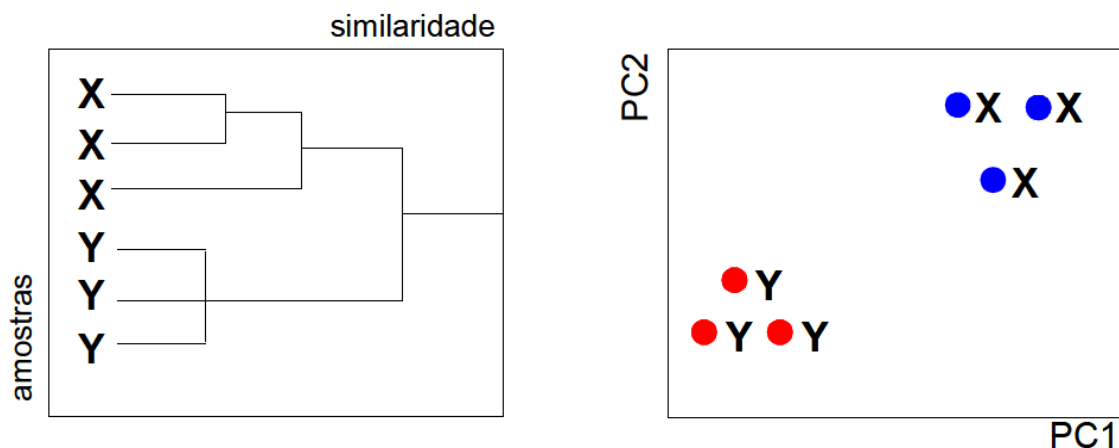 similaridade
X
X
X
Y
Y
Y
amostras
PC2
X X
X
Y
Y Y
PC1